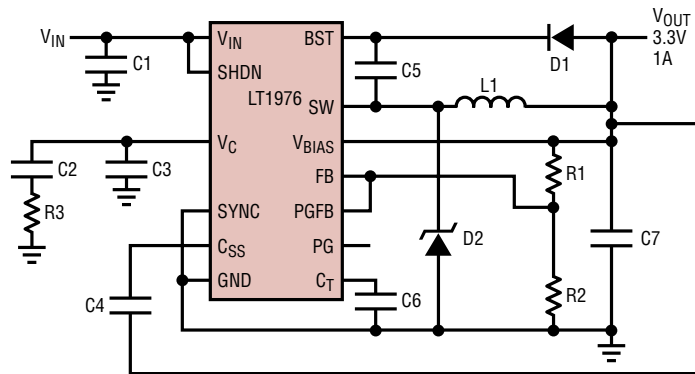 VIN
C1
VIN
SHDN
LT1976
BST
SW
C5
D1
VOUT
3.3V
1A
L1
C2
C3
R3
VC
VBIAS
FB
PGFB
PG
CT
SYNC
CSS
GND
R1
D2
R2
C7
C4
C6